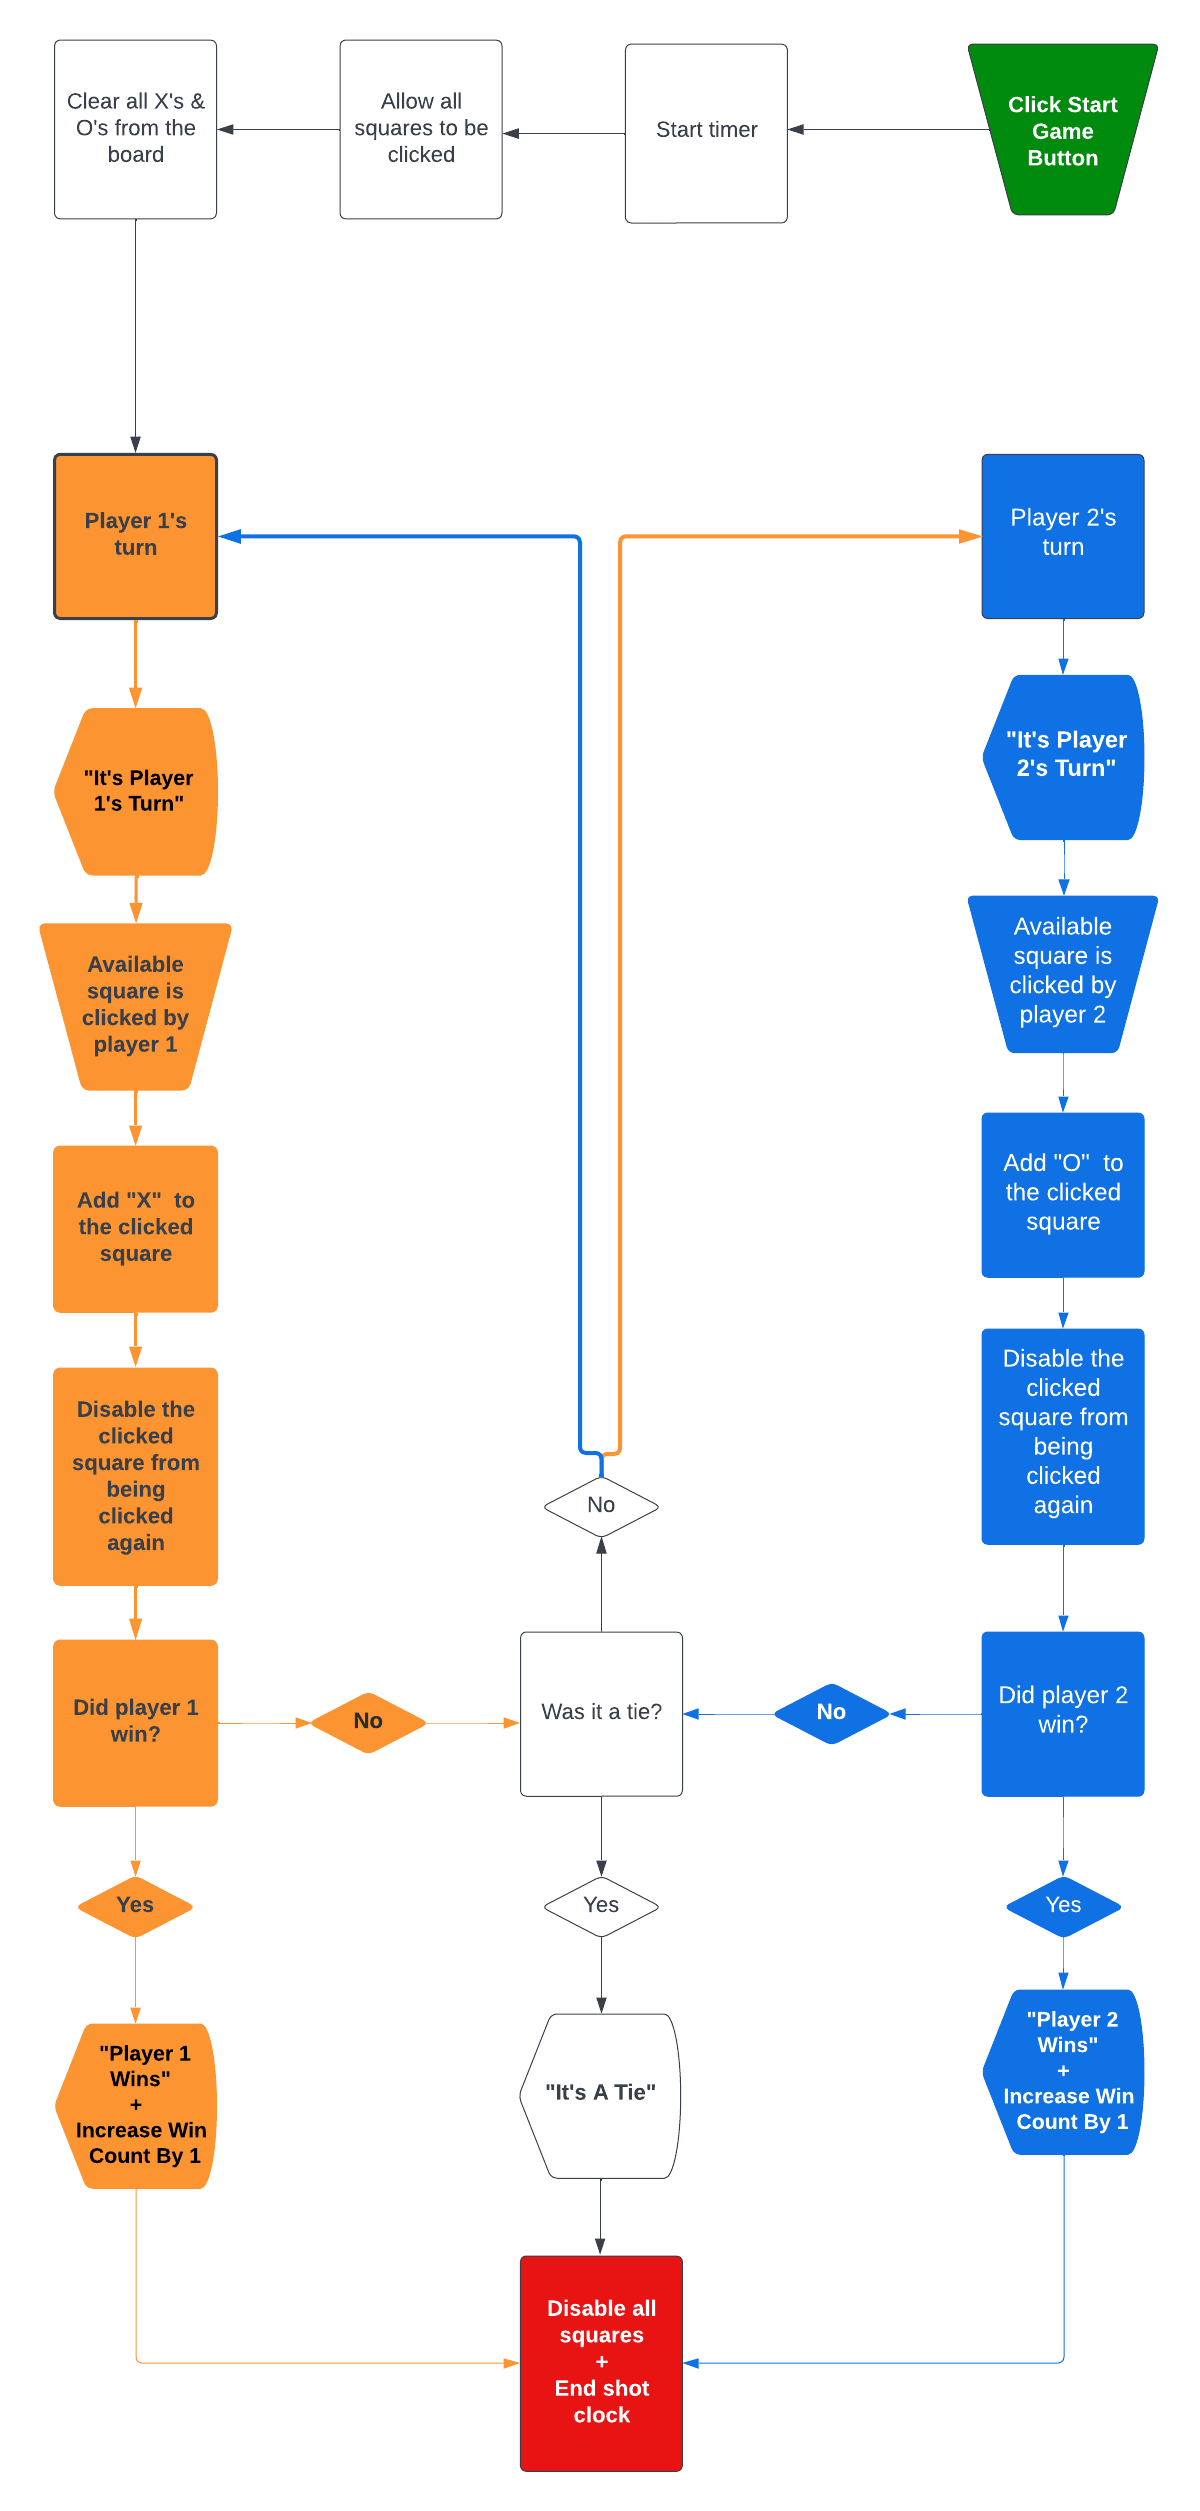 Clear all X's &
O's from the
board
Allow all
squares to be
clicked
Start timer
Click Start
Game
Button
Player 1's
turn
Player 2's
turn
"It's Player
1's Turn"
"It's Player
2's Turn"
Available
square is
clicked by
player 1
Available
square is
clicked by
player 2
Add "X"  to
the clicked
square
Add "O"  to
the clicked
square
Disable the
clicked
square from
being
clicked
again
Disable the
clicked
square from
being
clicked
again
No
Did player 1
win?
No
Was it a tie?
No
Did player 2
win?
Yes
Yes
Yes
"Player 1
Wins"
+
Increase Win
Count By 1
"It's A Tie"
"Player 2
Wins"
+
Increase Win
Count By 1
Disable all
squares
+
End shot
clock